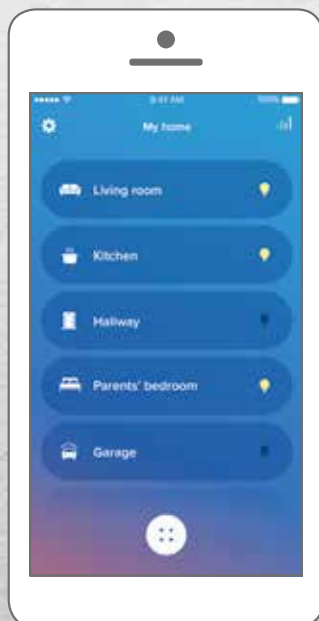 9:41 AM 100%
My home
Living room
Kitchen
Hallway
Parents' bedroom
Garage